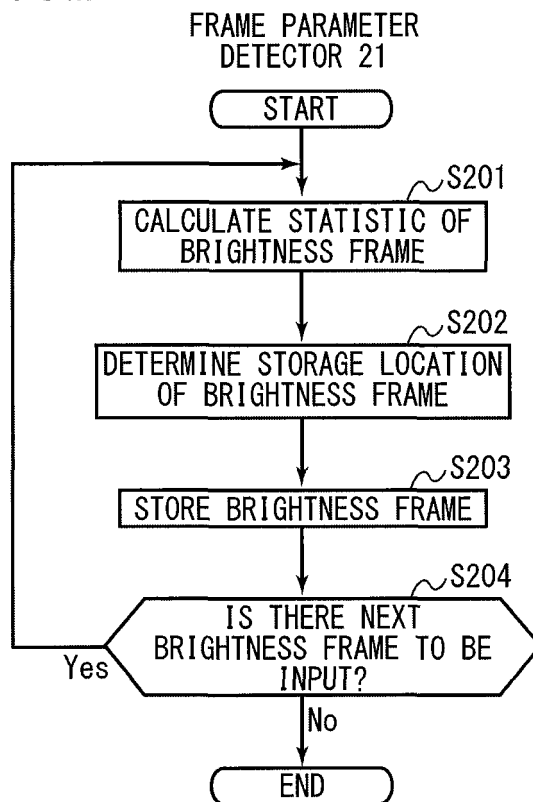 FRAME PARAMETER
DETECTOR 21
START
S201
CALCULATE STATISTIC OF
BRIGHTNESS FRAME
S202
DETERMINE STORAGE LOCATION
OF BRIGHTNESS FRAME
S203
STORE BRIGHTNESS FRAME
S204
IS THERE NEXT
BRIGHTNESS FRAME TO BE
INPUT?
Yes
No
END